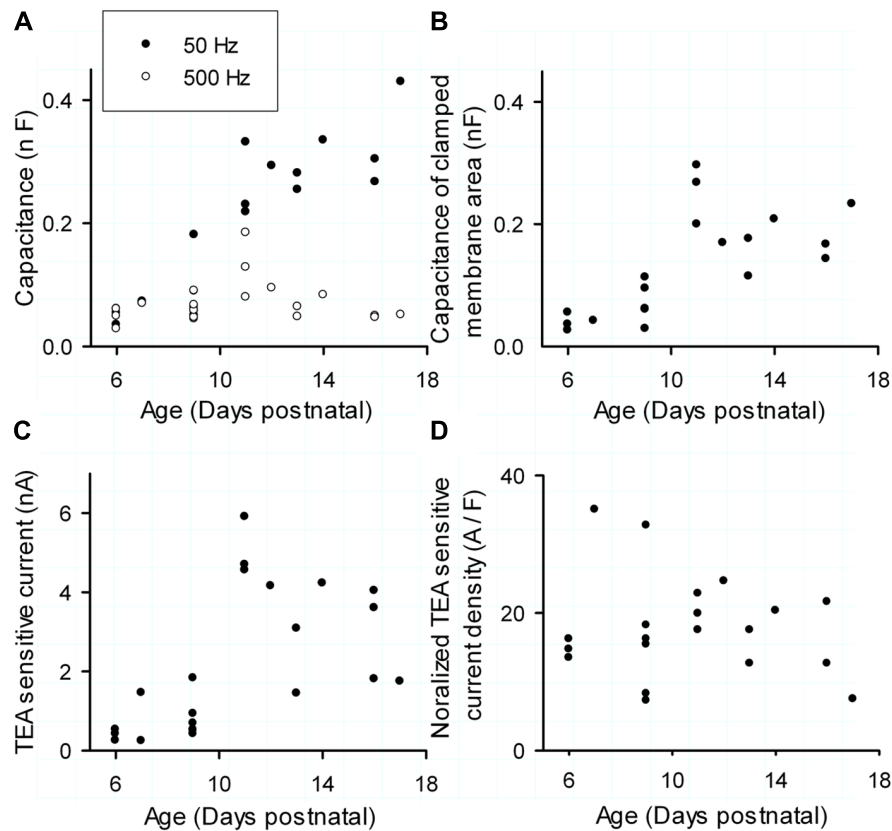 A
50 Hz
500 Hz
Capacitance (n F)
0.4
0.2
0.0
6 10 14 18
Age (Days postnatal)
B
Capacitance of clamped
membrane area (nF)
0.4
0.2
0.0
6 10 14 18
Age (Days postnatal)
C
TEA sensitive current (nA)
6
4
2
0
6 10 14 18
Age (Days postnatal)
D
Noralized TEA sensitive
current density (A / F)
40
20
0
6 10 14 18
Age (Days postnatal)